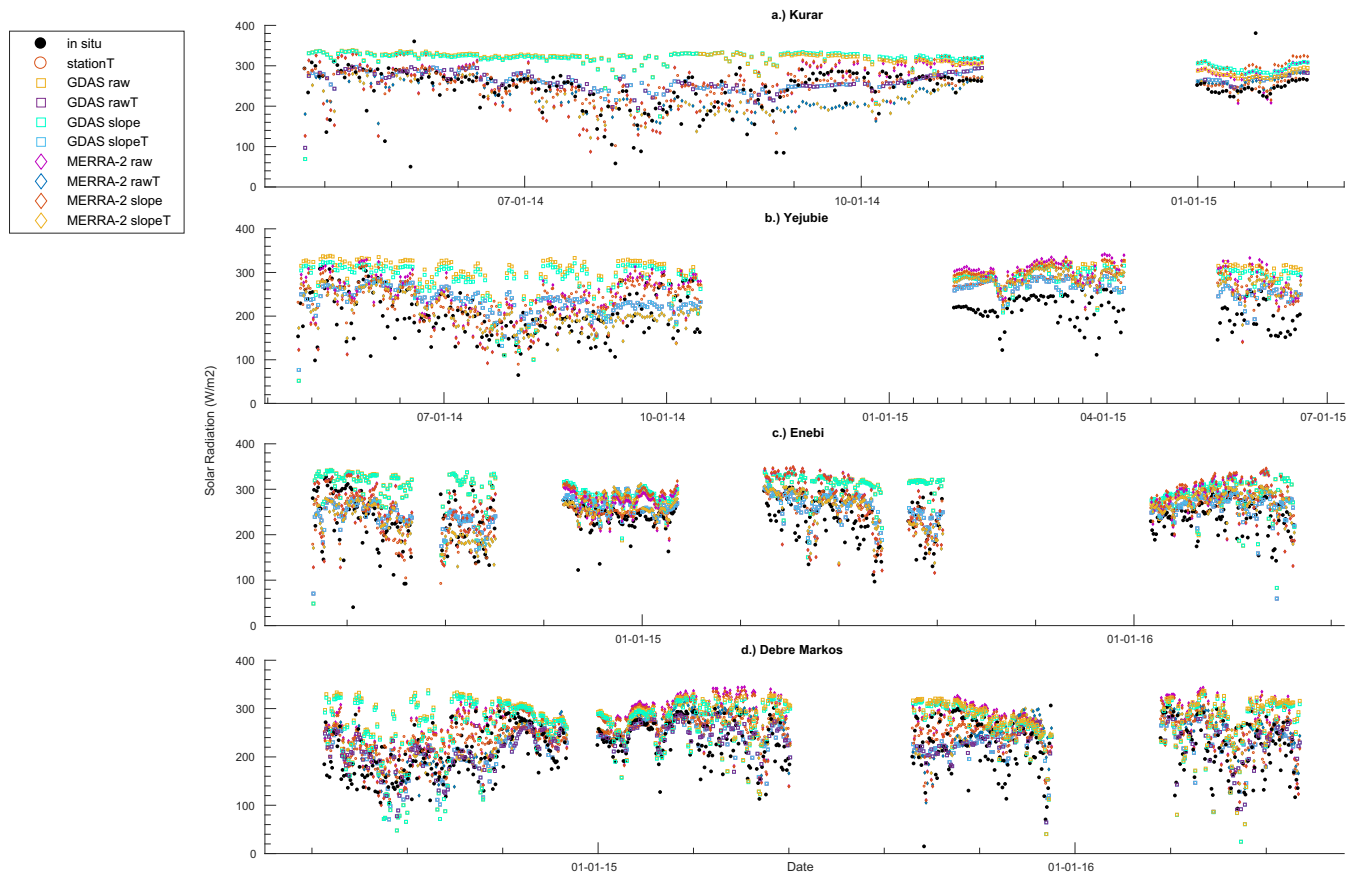 in situ
stationT
GDAS raw
GDAS rawT
GDAS slope
GDAS slopeT
MERRA-2 raw
MERRA-2 rawT
MERRA-2 slope
MERRA-2 slopeT
Solar Radiation (W/m2)
a.) Kurar
400
300
200
100
0
07-01-14 10-01-14 01-01-15
b.) Yejubie
400
300
200
100
0
07-01-14 10-01-14 01-01-15 04-01-15 07-01-15
c.) Enebi
400
300
200
100
0
01-01-15 01-01-16
d.) Debre Markos
400
300
200
100
0
01-01-15 Date 01-01-16